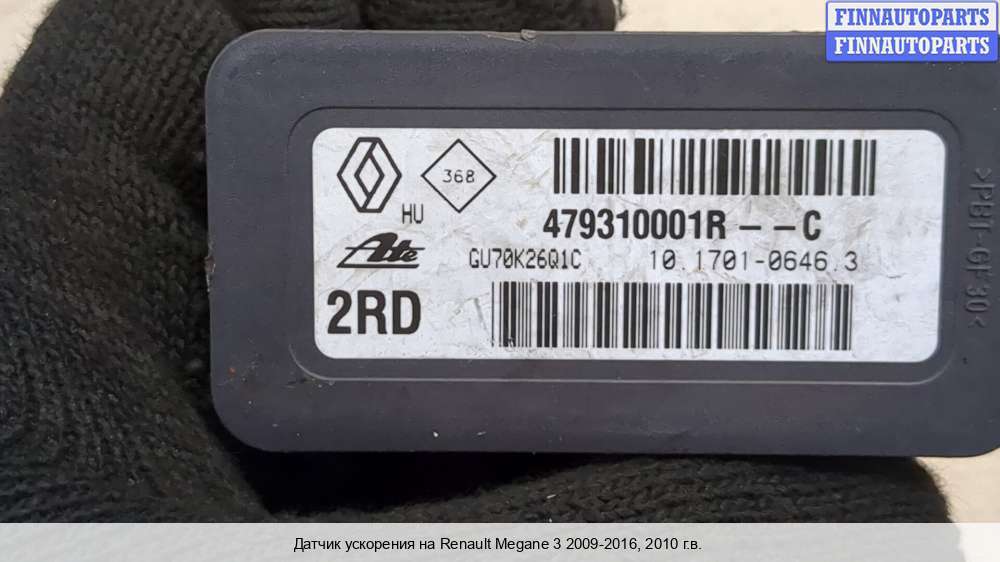 FINNAUTOPARTS
FINNAUTOPARTS
368
HU
479310001R--C
Ate
GU70K26Q1C 10.1701-0646.3
2RD
>PBT-GF30<
Датчик ускорения на Renault Megane 3 2009-2016, 2010 г.в.